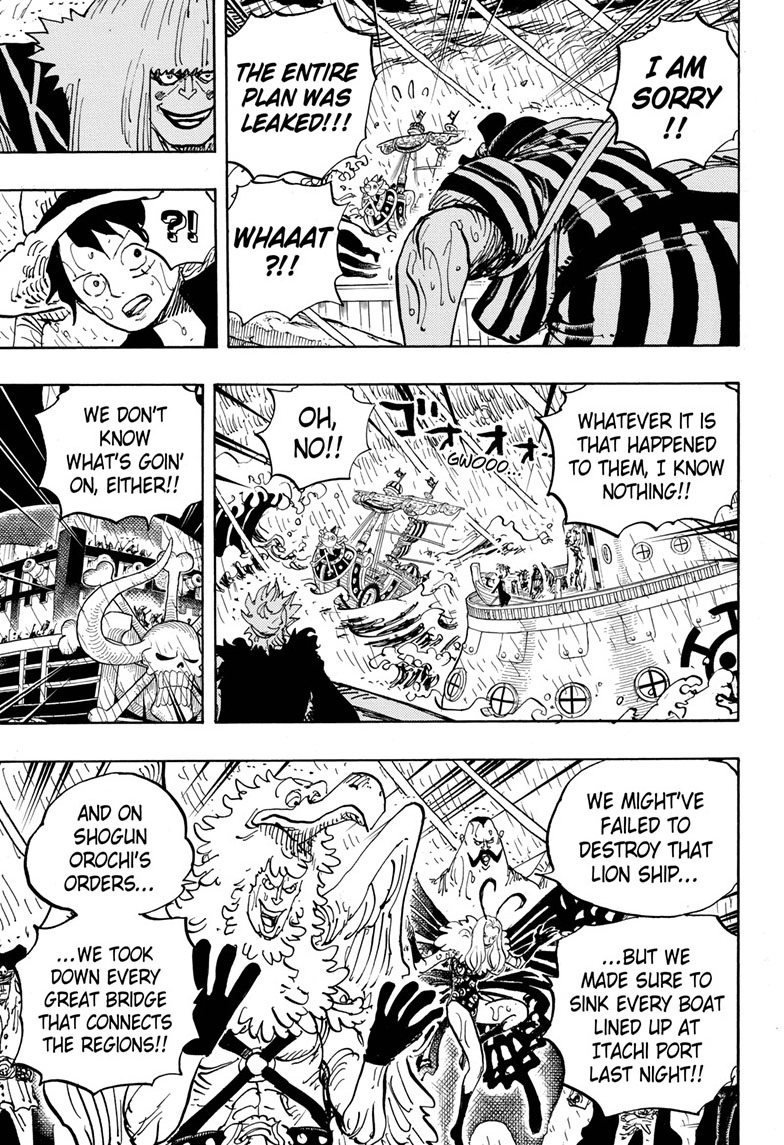 I AM
SORRY
!!
THE ENTIRE
PLAN WAS
LEAKED!!!
WHAAAT
?!!
?!
WHATEVER IT IS
THAT HAPPENED
TO THEM, I KNOW
NOTHING!!
ゴォォォ
GWOOO...
OH,
NO!!
WE DON'T
KNOW
WHAT'S GOIN'
ON, EITHER!!
WE MIGHT'VE
FAILED TO
DESTROY THAT
LION SHIP...
...BUT WE
MADE SURE TO
SINK EVERY BOAT
LINED UP AT
ITACHI PORT
LAST NIGHT!!
AND ON
SHOGUN
OROCHI'S
ORDERS...
...WE TOOK
DOWN EVERY
GREAT BRIDGE
THAT CONNECTS
THE REGIONS!!